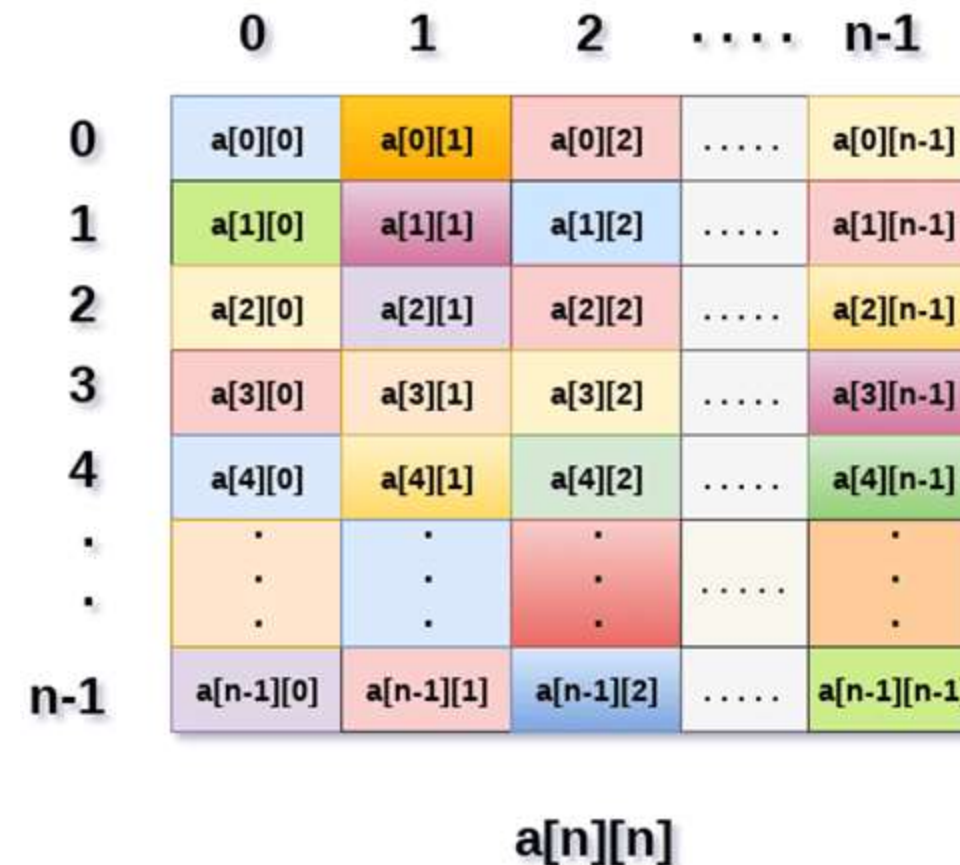 0 1 2 .... n-1
0 a[0][0] a[0][1] a[0][2] ..... a[0][n-1]
1 a[1][0] a[1][1] a[1][2] ..... a[1][n-1]
2 a[2][0] a[2][1] a[2][2] ..... a[2][n-1]
3 a[3][0] a[3][1] a[3][2] ..... a[3][n-1]
4 a[4][0] a[4][1] a[4][2] ..... a[4][n-1]
. . . . .
. . . . ..... .
. . . .
n-1 a[n-1][0] a[n-1][1] a[n-1][2] ..... a[n-1][n-1
a[n][n]